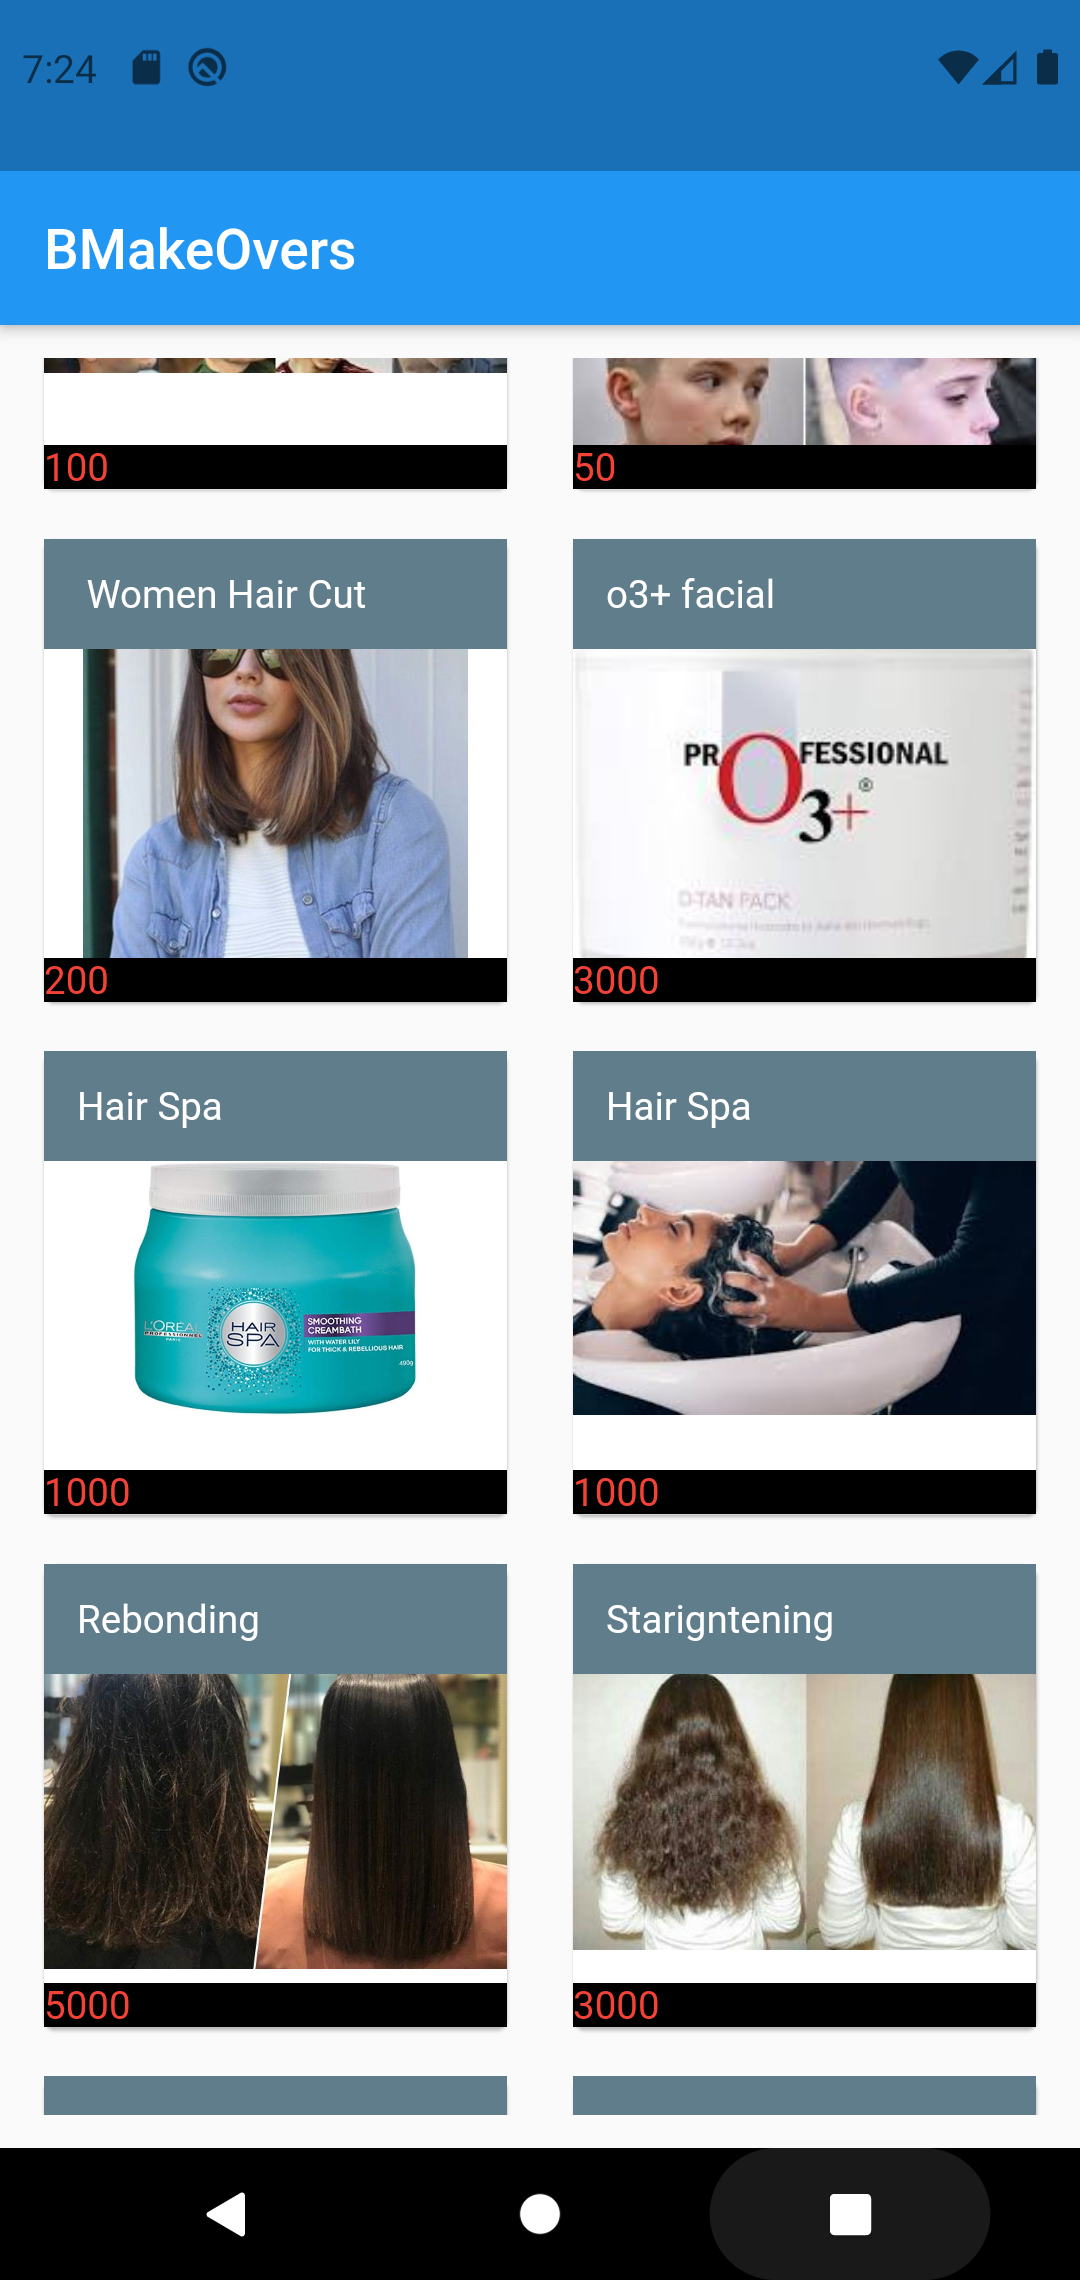 7:24
BMakeOvers
100
50
Women Hair Cut
o3+ facial
PROFESSIONAL
O3+®
D-TAN PACK
200
3000
Hair Spa
Hair Spa
L'ORÉAL
PROFESSIONNEL
PARIS
HAIR
SPA
SMOOTHING
CREAMBATH
WITH WATER LILY
FOR THICK & REBELLIOUS HAIR
490g
1000
1000
Rebonding
Starigntening
5000
3000